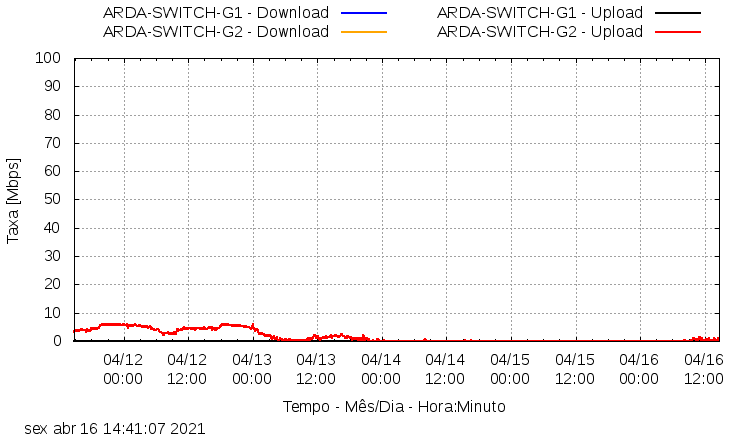 ARDA-SWITCH-G1 - Download ARDA-SWITCH-G1 - Upload
ARDA-SWITCH-G2 - Download ARDA-SWITCH-G2 - Upload
100
90
80
70
60
50
40
30
20
10
0
Taxa [Mbps]
04/12 04/12 04/13 04/13 04/14 04/14 04/15 04/15 04/16 04/16
00:00 12:00 00:00 12:00 00:00 12:00 00:00 12:00 00:00 12:00
Tempo - Mês/Dia - Hora:Minuto
sex abr 16 14:41:07 2021